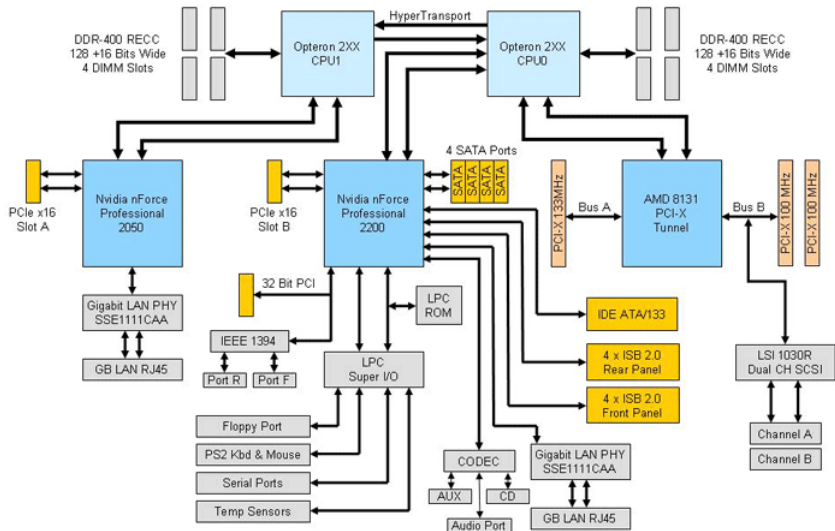 HyperTransport
DDR-400 RECC
128 +16 Bits Wide
4 DIMM Slots
Opteron 2XX
CPU1
Opteron 2XX
CPU0
DDR-400 RECC
128 +16 Bits Wide
4 DIMM Slots
4 SATA Ports
PCIe x16
Slot A
Nvidia nForce
Professional
2050
PCIe x16
Slot B
Nvidia nForce
Professional
2200
SATA
SATA
SATA
SATA
PCI-X 133MHz
Bus A
AMD 8131
PCI-X
Tunnel
Bus B
PCI-X 100 MHz
PCI-X 100 MHz
32 Bit PCI
LPC
ROM
Gigabit LAN PHY
SSE1111CAA
GB LAN RJ45
IEEE 1394
Port R
Port F
LPC
Super I/O
IDE ATA/133
4 x ISB 2.0
Rear Panel
4 x ISB 2.0
Front Panel
LSI 1030R
Dual CH SCSI
Channel A
Channel B
Floppy Port
PS2 Kbd & Mouse
Serial Ports
Temp Sensors
CODEC
AUX
CD
Audio Port
Gigabit LAN PHY
SSE1111CAA
GB LAN RJ45